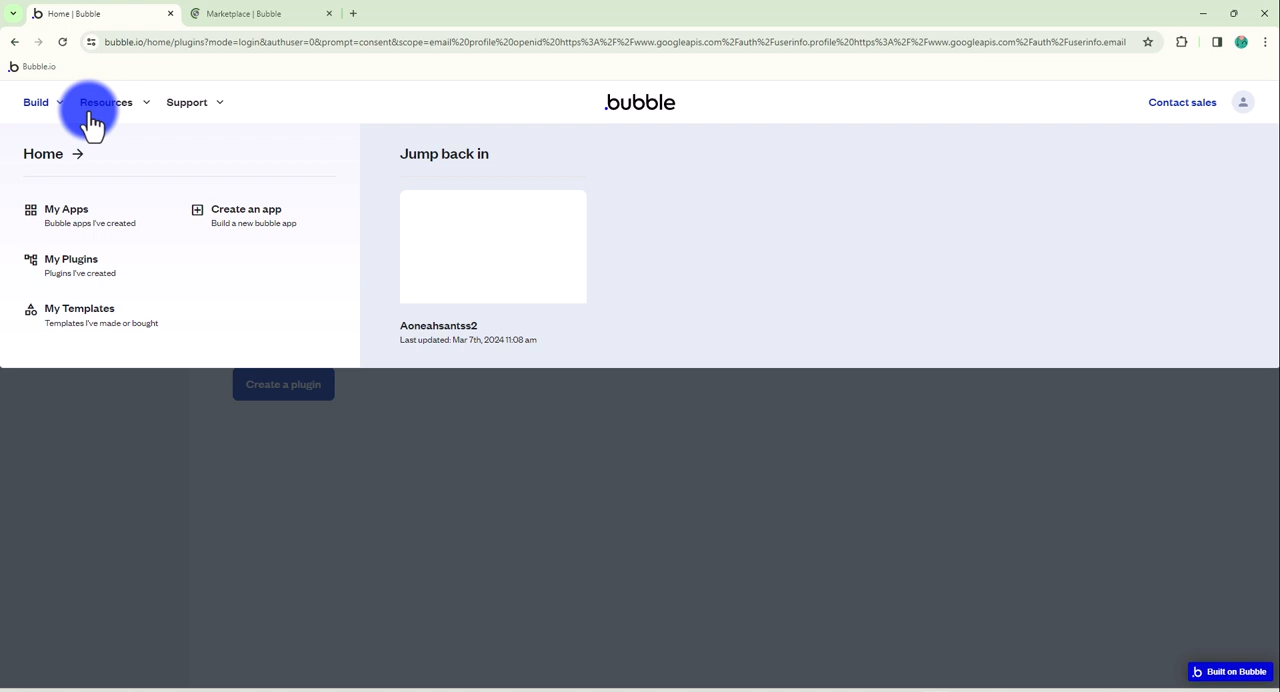 Home | Bubble
Marketplace | Bubble
bubble.io/home/plugins?mode=login&authuser=0&prompt=consent&scope=email%20profile%20openid%20https%3A%2F%2Fwww.googleapis.com%2Fauth%2Fuserinfo.profile%20https%3A%2F%2Fwww.googleapis.com%2Fauth%2Fuserinfo.email
Bubble.io
Build
Resources
Support
.bubble
Contact sales
Home
Jump back in
My Apps
Bubble apps I've created
Create an app
Build a new bubble app
My Plugins
Plugins I've created
My Templates
Templates I've made or bought
Aoneahsantss2
Last updated: Mar 7th, 2024 11:08 am
Create a plugin
Built on Bubble